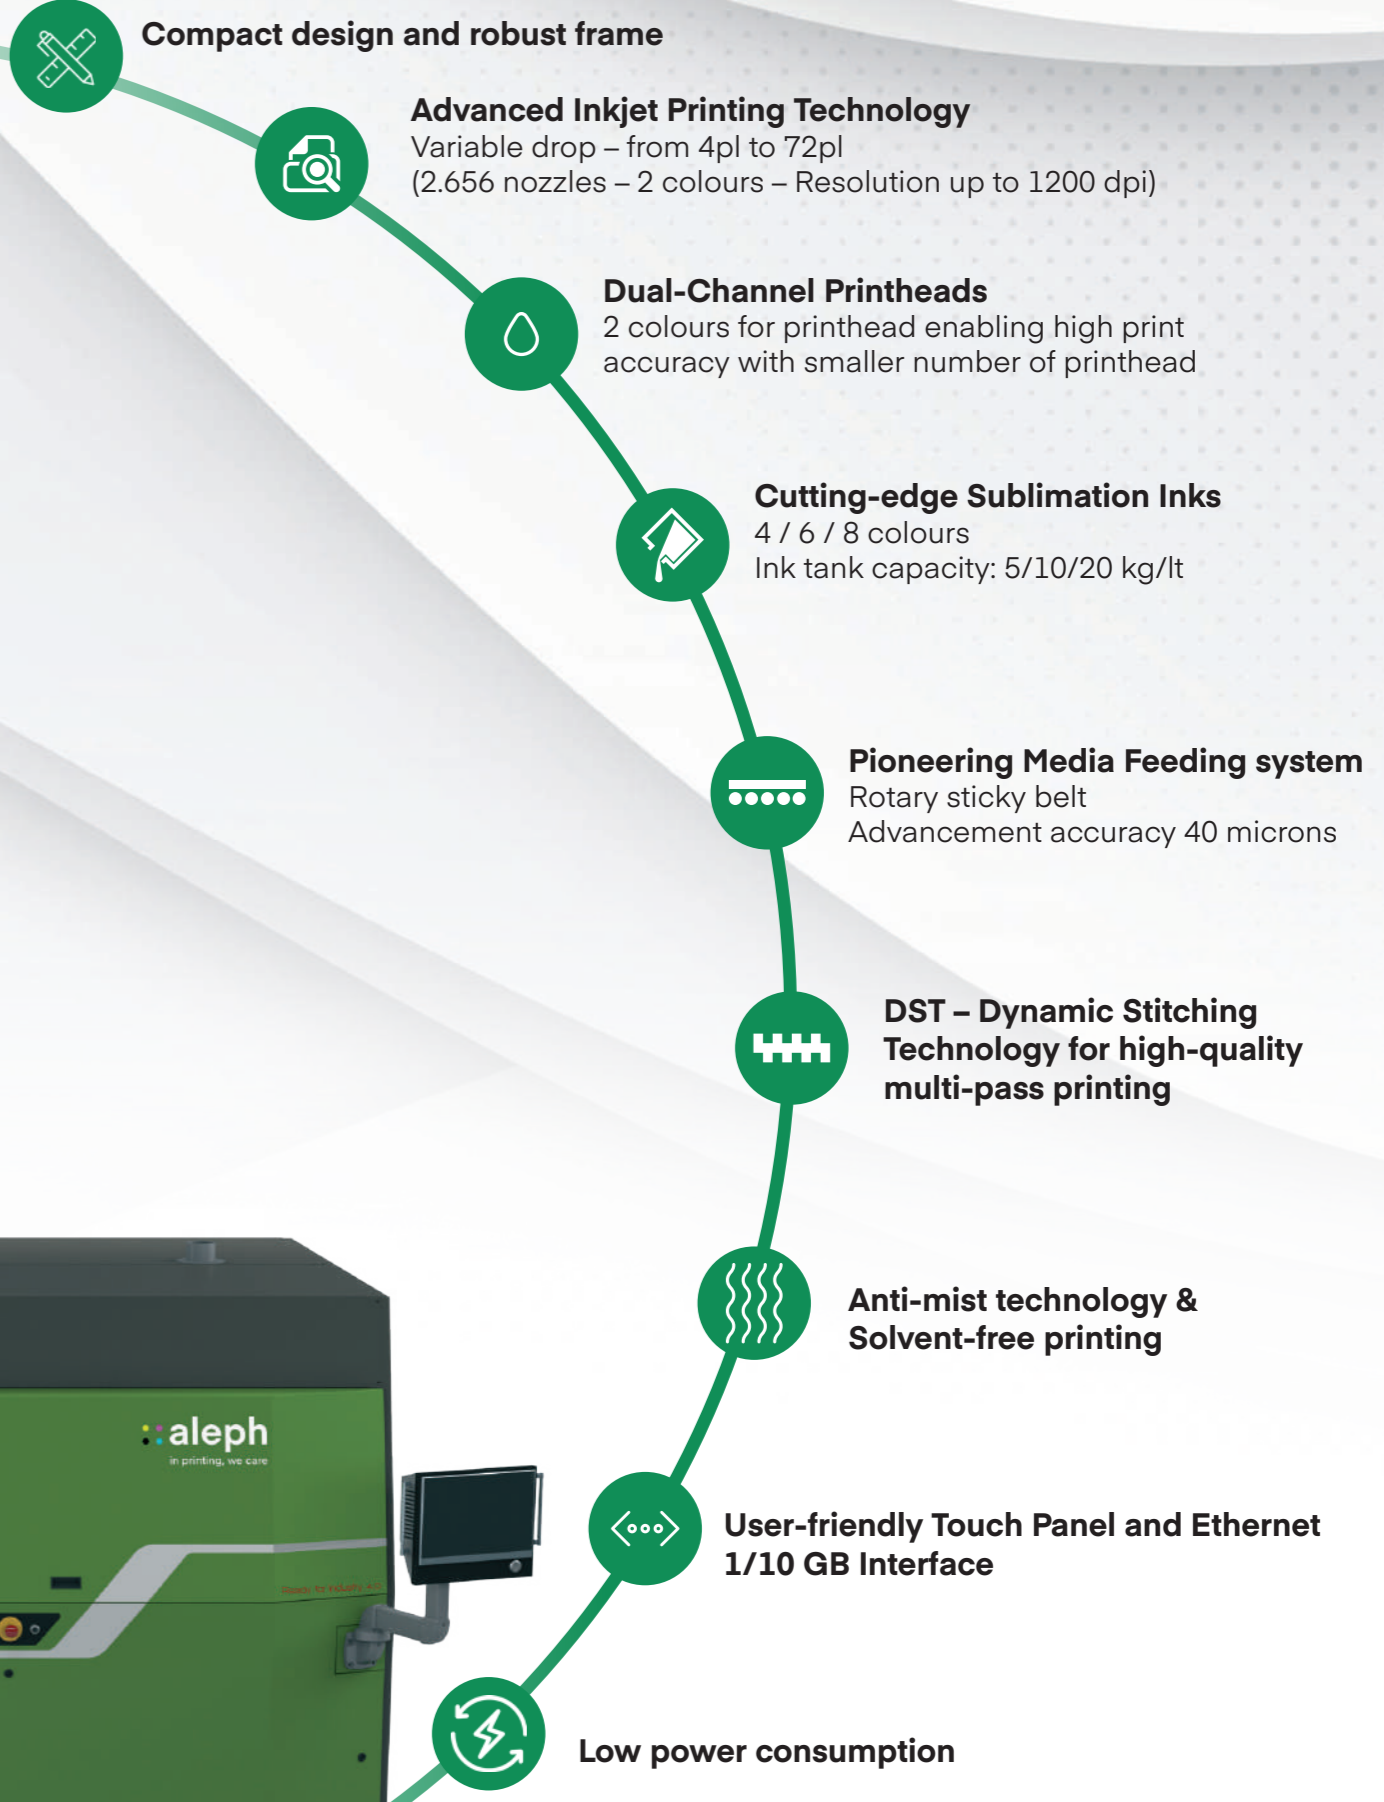 Compact design and robust frame
Advanced Inkjet Printing Technology
Variable drop – from 4pl to 72pl
(2.656 nozzles – 2 colours – Resolution up to 1200 dpi)
Dual-Channel Printheads
2 colours for printhead enabling high print
accuracy with smaller number of printhead
Cutting-edge Sublimation Inks
4 / 6 / 8 colours
Ink tank capacity: 5/10/20 kg/lt
Pioneering Media Feeding system
Rotary sticky belt
Advancement accuracy 40 microns
DST – Dynamic Stitching
Technology for high-quality
multi-pass printing
Anti-mist technology &
Solvent-free printing
aleph
in printing, we care
User-friendly Touch Panel and Ethernet
1/10 GB Interface
Ready for Industry 4.0
Low power consumption